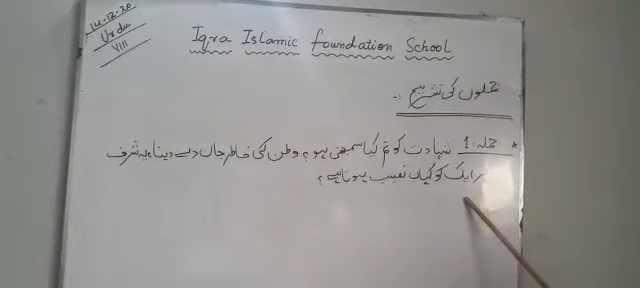 14-12-20
Urdu
VIII
Iqra Islamic foundation School
جملوں کی تشریح :-
* جملہ:1 شہادت کو تم کیا سمجھتی ہو؟ وطن کی خاطر جان دے دینا، یہ شرف
ہر ایک کو کہاں نصیب ہوتا ہے؟